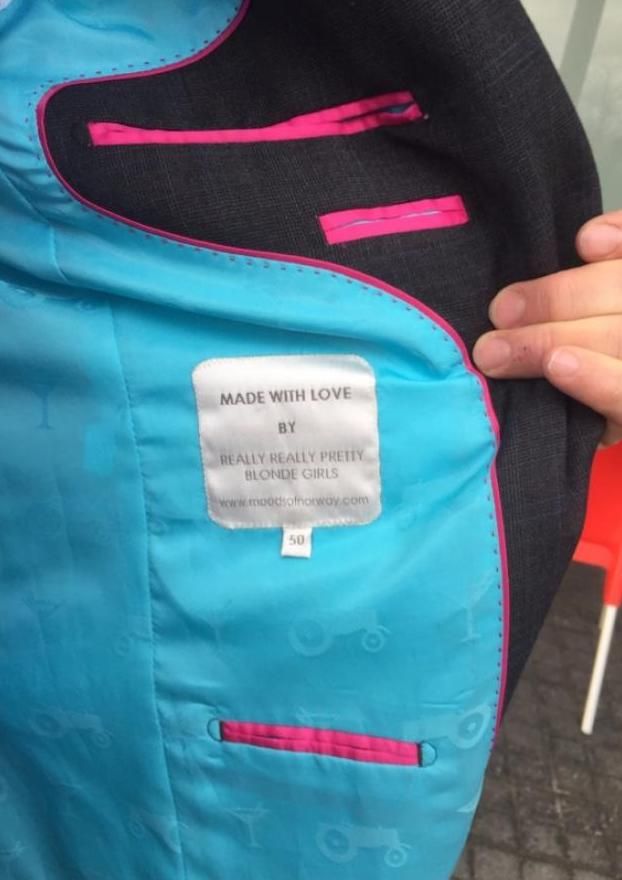 MADE WITH LOVE
BY
REALLY REALLY PRETTY
BLONDE GIRLS
www.moodsofnorway.com
50